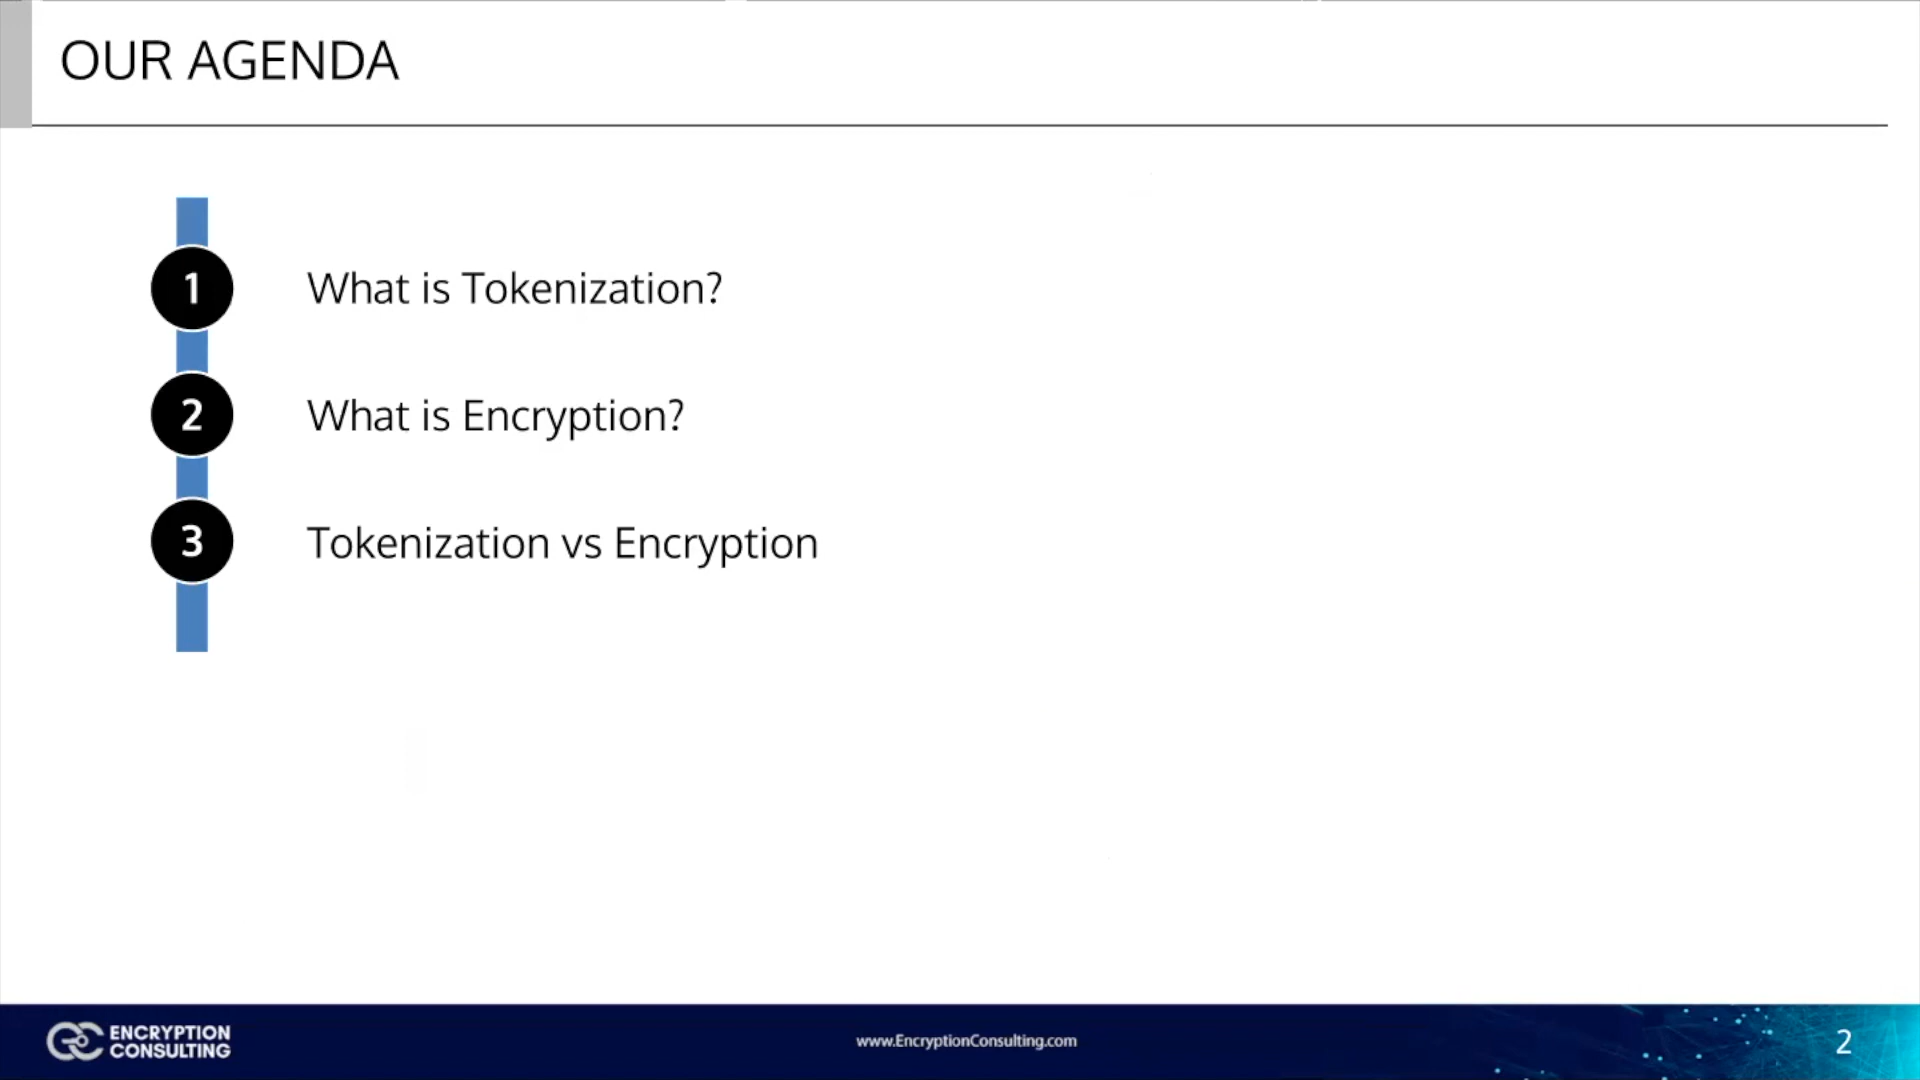 OUR AGENDA
1 What is Tokenization?
2 What is Encryption?
3 Tokenization vs Encryption
ENCRYPTION
CONSULTING
www.EncryptionConsulting.com
2